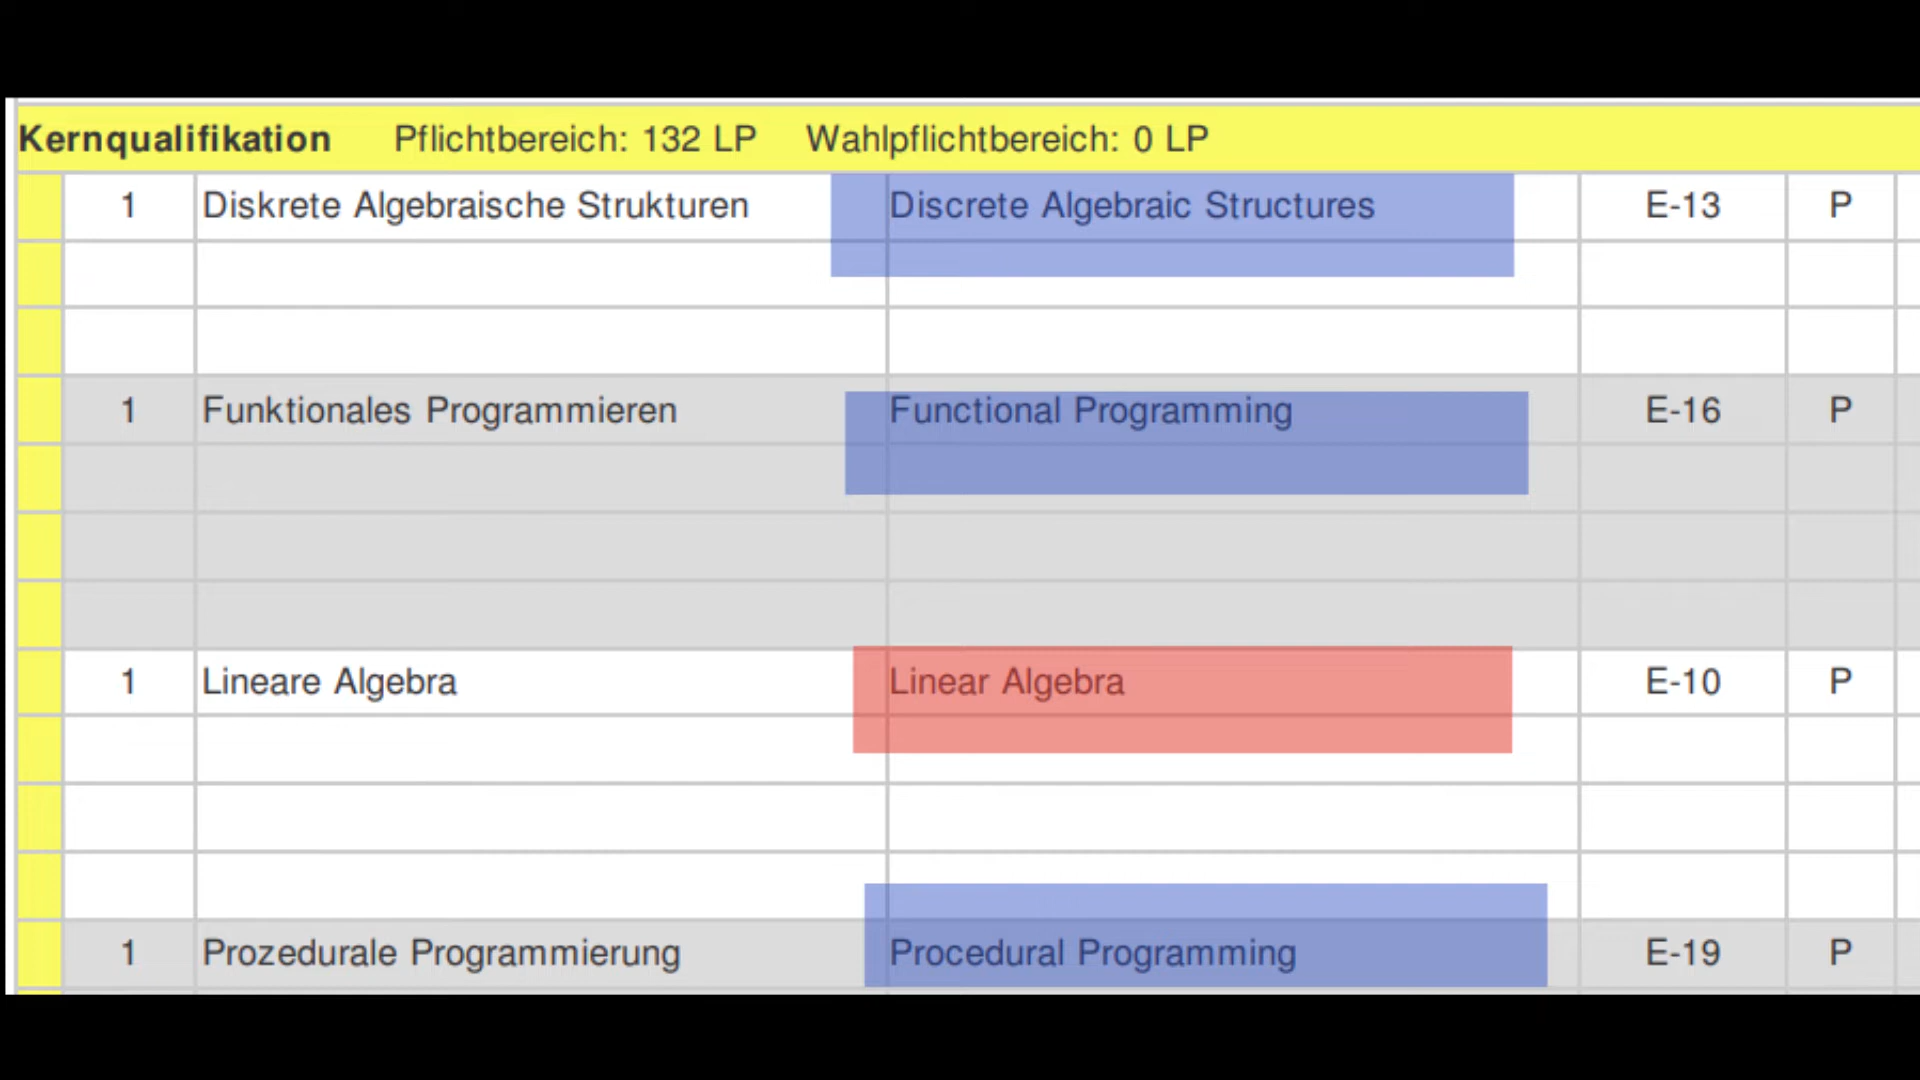 Kernqualifikation Pflichtbereich: 132 LP Wahlpflichtbereich: 0 LP
1 Diskrete Algebraische Strukturen Discrete Algebraic Structures E-13 P
1 Funktionales Programmieren Functional Programming E-16 P
1 Lineare Algebra Linear Algebra E-10 P
1 Prozedurale Programmierung Procedural Programming E-19 P